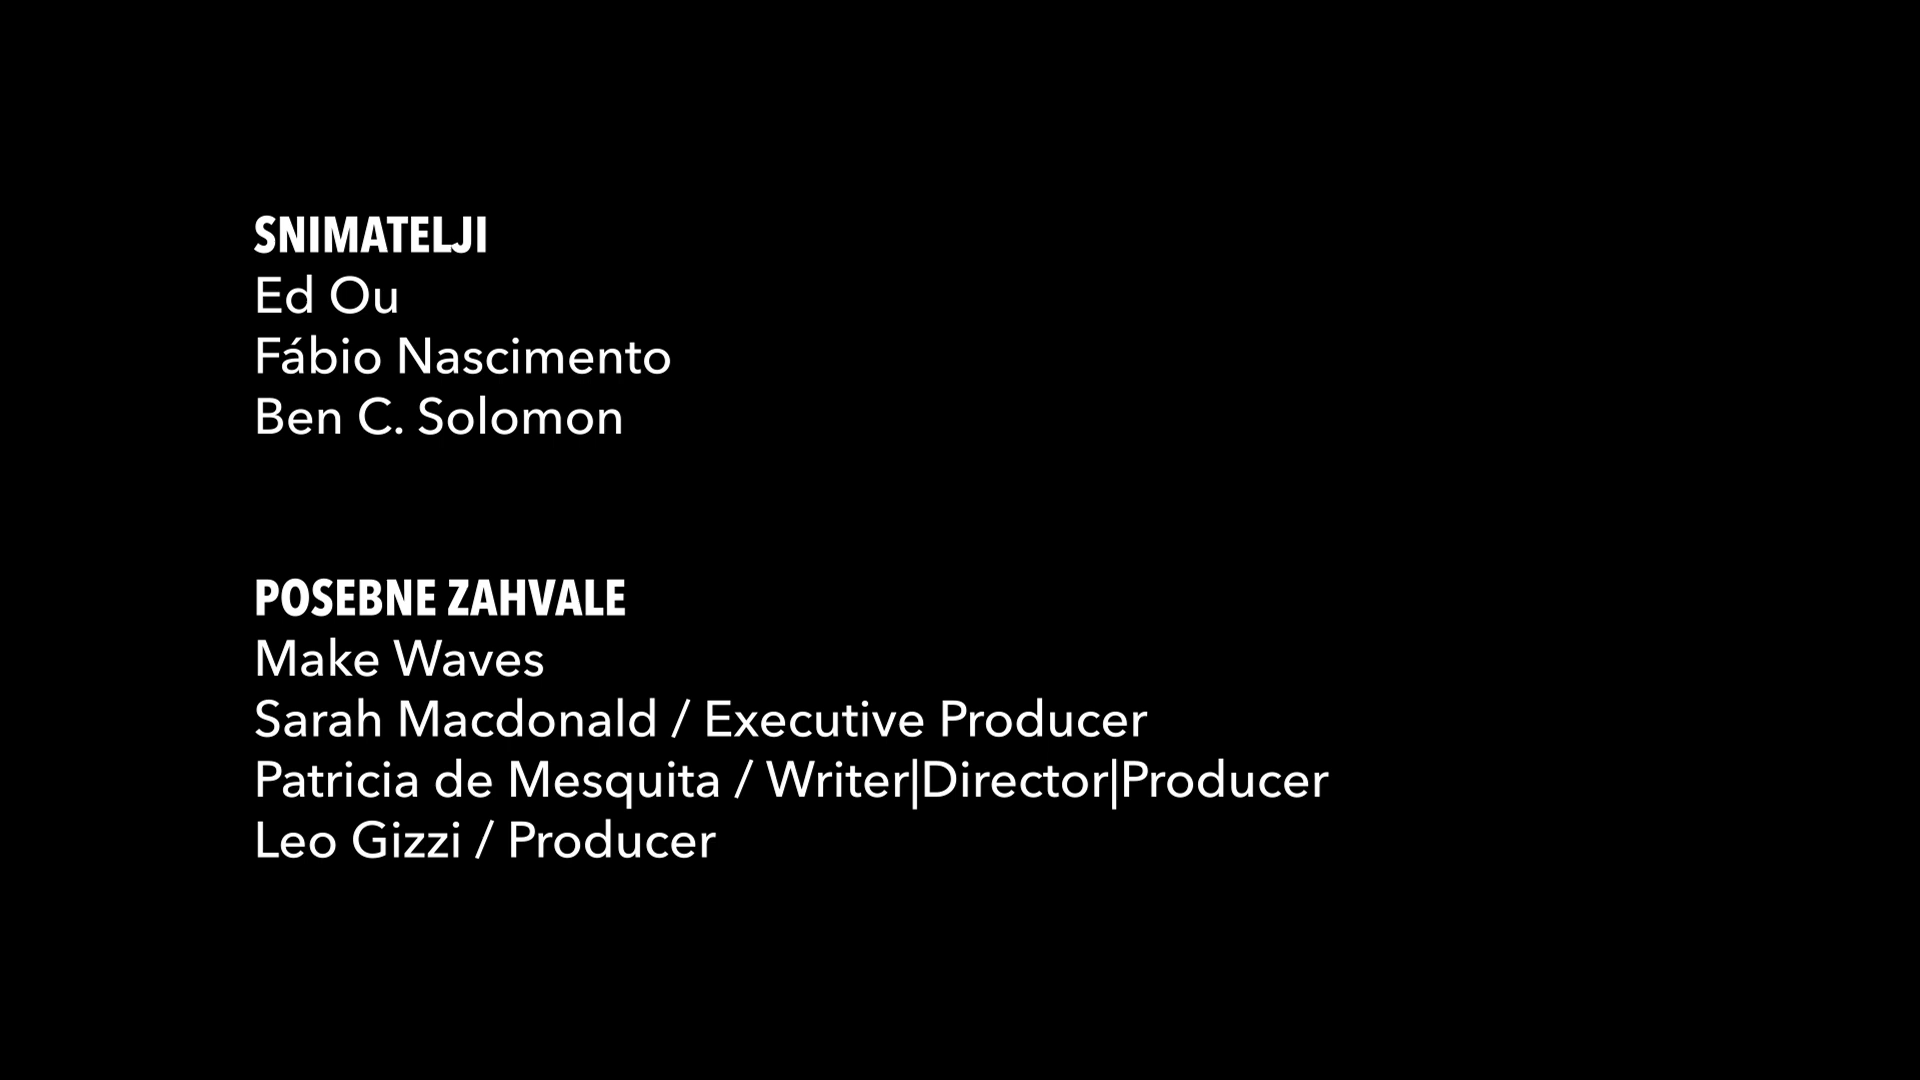 SNIMATELJI
Ed Ou
Fábio Nascimento
Ben C. Solomon
POSEBNE ZAHVALE
Make Waves
Sarah Macdonald / Executive Producer
Patricia de Mesquita / Writer|Director|Producer
Leo Gizzi / Producer